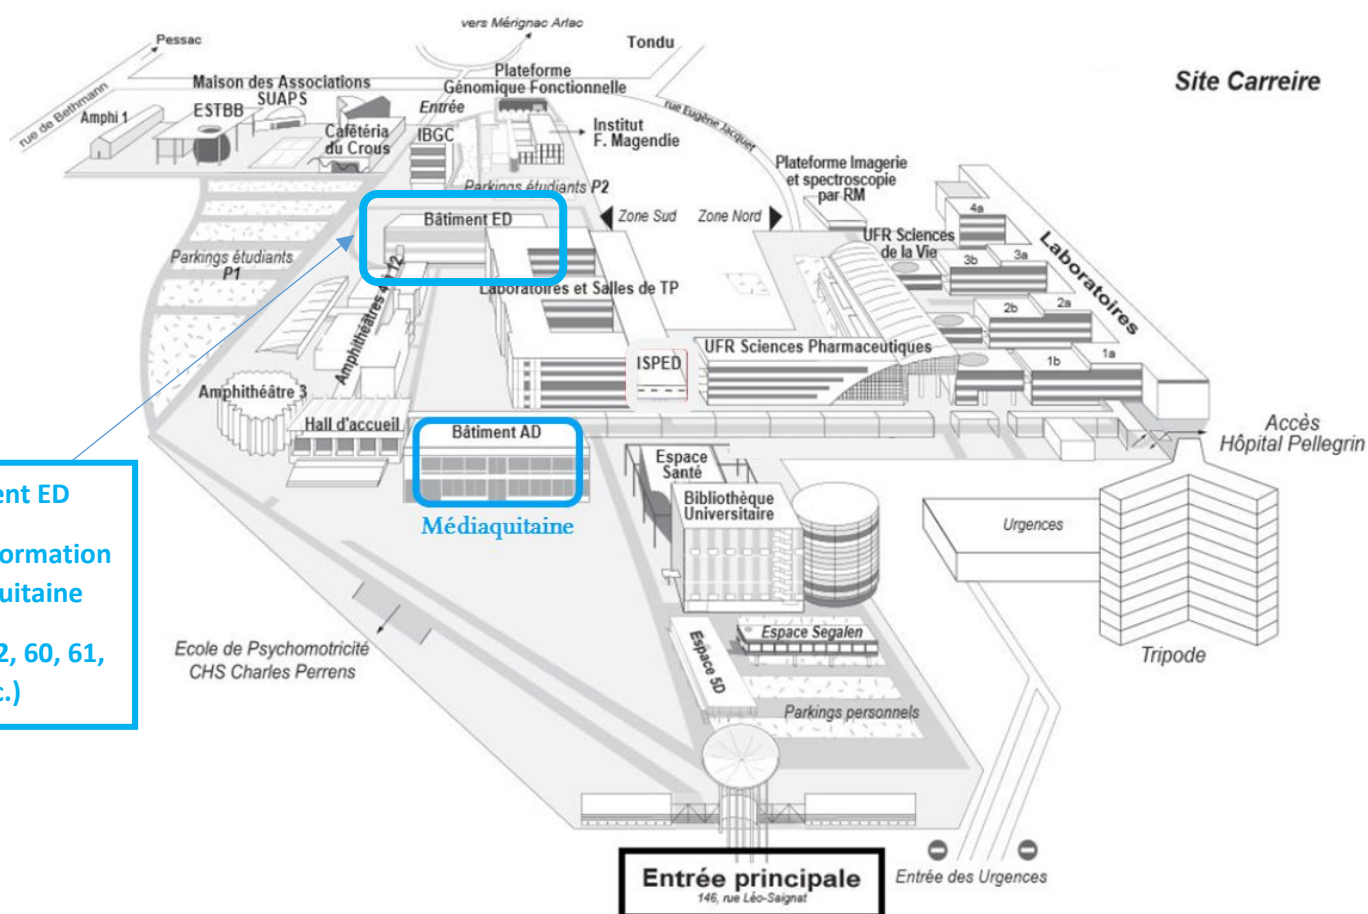 vers Mérignac Arlac
Pessac
Tondu
Site Carreire
rue de Bethmann
Maison des Associations
SUAPS
Plateforme
Génomique Fonctionnelle
Amphi 1
ESTBB
Entrée
rue Eugène Jacquet
Cafétéria
du Crous
IBGC
Institut
F. Magendie
Parkings étudiants P2
Plateforme Imagerie
et spectroscopie
par RM
Bâtiment ED
Zone Sud
Zone Nord
UFR Sciences
de la Vie
4a
3b
3a
2b
2a
1b
1a
Laboratoires
Parkings étudiants
P1
Laboratoires et Salles de TP
Amphithéâtres 4 à 12
ISPED
UFR Sciences Pharmaceutiques
Amphithéâtre 3
Hall d'accueil
Bâtiment AD
Médiaquitaine
Accès
Hôpital Pellegrin
Espace
Santé
Bibliothèque
Universitaire
Urgences
Tripode
ent ED
ormation
uitaine
2, 60, 61,
c.)
Ecole de Psychomotricité
CHS Charles Perrens
Espace Segalen
Espace 5D
Parkings personnels
Entrée principale
146, rue Léo-Saignat
Entrée des Urgences